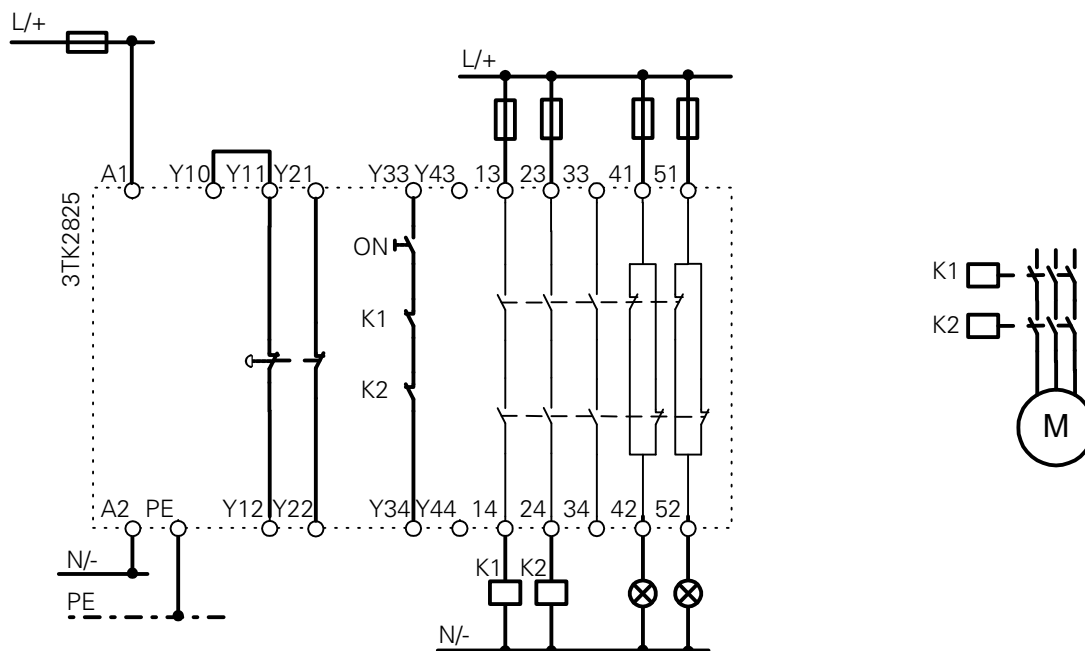 L/+
L/+
A1 Y10 Y11 Y21 Y33 Y43 13 23 33 41 51
3TK2825
ON
K1
K2
K1
K2
M
A2 PE Y12 Y22 Y34 Y44 14 24 34 42 52
N/-
K1 K2
PE
N/-